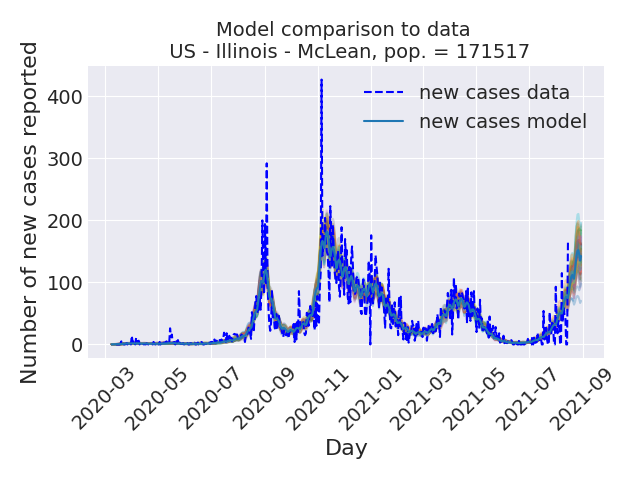 Model comparison to data
US - Illinois - McLean, pop. = 171517
Number of new cases reported
400
300
200
100
0
new cases data
new cases model
2020-03
2020-05
2020-07
2020-09
2020-11
2021-01
2021-03
2021-05
2021-07
2021-09
Day